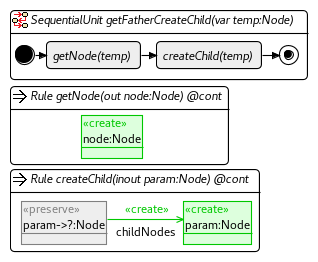 SequentialUnit getFatherCreateChild(var temp:Node)
getNode(temp)
createChild(temp)
Rule getNode(out node:Node) @cont
«create»
node:Node
Rule createChild(inout param:Node) @cont
«preserve»
param->?:Node
«create»
childNodes
«create»
param:Node